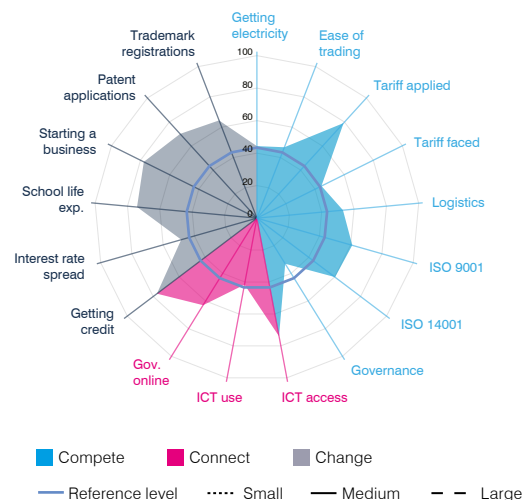 Getting
electricity
Ease of
trading
Tariff applied
Tariff faced
Logistics
ISO 9001
ISO 14001
Governance
ICT access
ICT use
Gov.
online
Getting
credit
Interest rate
spread
School life
exp.
Starting a
business
Patent
applications
Trademark
registrations
100
80
60
40
20
0
Compete Connect Change
Reference level Small Medium Large